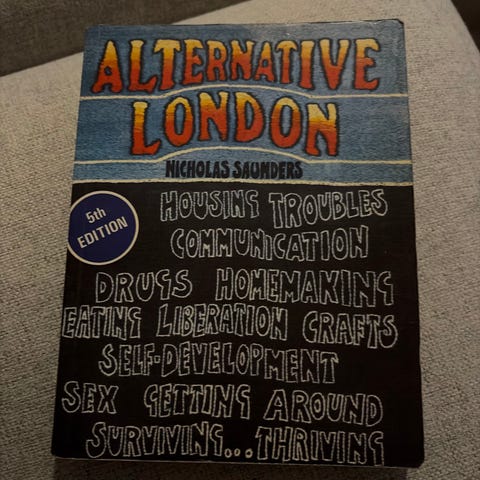 ALTERNATIVE
LONDON
NICHOLAS SAUNDERS
5th
EDITION
HOUSING TROUBLES
COMMUNICATION
DRUGS HOMEMAKING
EATING LIBERATION CRAFTS
SELF-DEVELOPMENT
SEX GETTING AROUND
SURVIVING...THRIVING